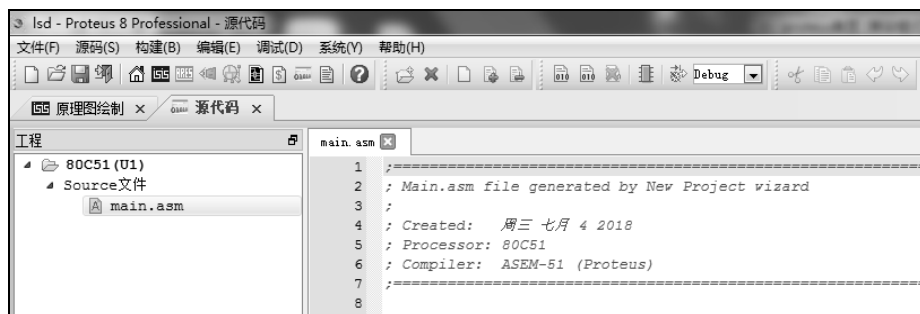 lsd - Proteus 8 Professional - 源代码
文件(F) 源码(S) 构建(B) 编辑(E) 调试(D) 系统(Y) 帮助(H)
Debug
原理图绘制 源代码
工程
main.asm
80C51(U1)
Source文件
main.asm
1 ;==========================================================
2 ; Main.asm file generated by New Project wizard
3 ;
4 ; Created: 周三 七月 4 2018
5 ; Processor: 80C51
6 ; Compiler: ASEM-51 (Proteus)
7 ;==========================================================
8